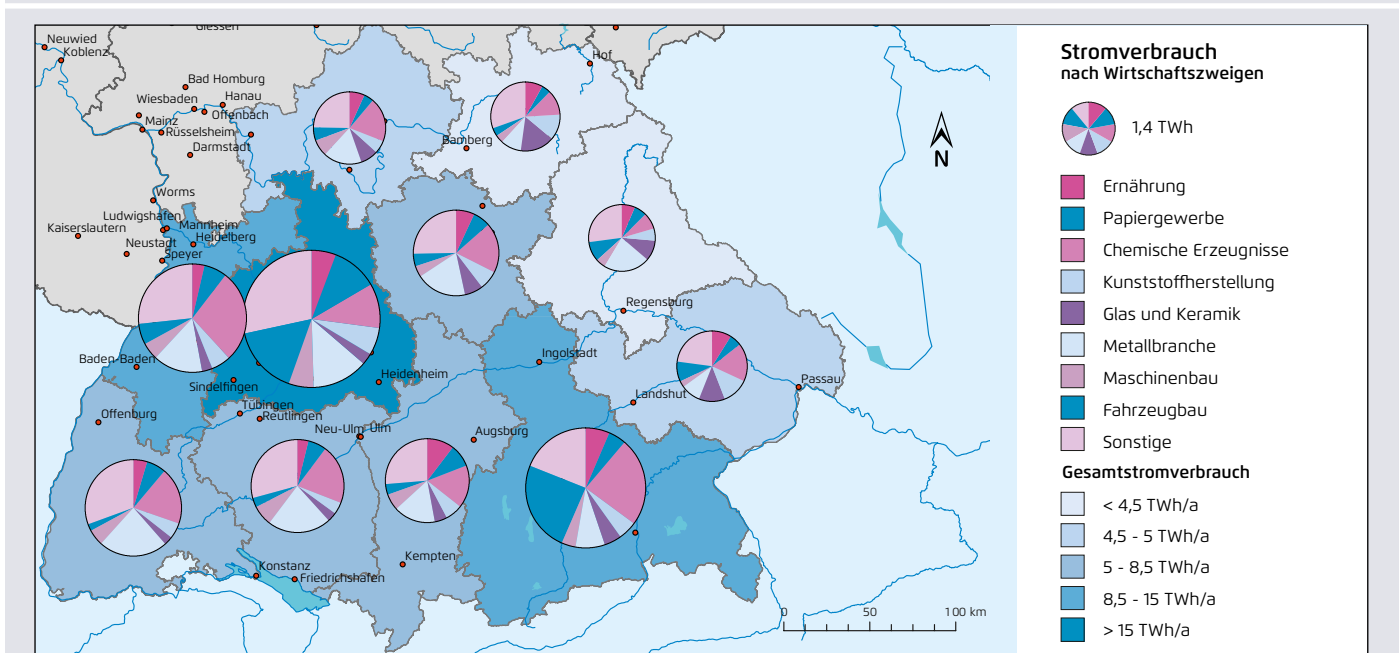 Giessen
Neuwied
Koblenz
Hof
Bad Homburg
Wiesbaden
Hanau
Offenbach
Mainz
Rüsselsheim
Darmstadt
Bamberg
Worms
Ludwigshafen
Mannheim
Kaiserslautern
Heidelberg
Neustadt
Speyer
Regensburg
Baden-Baden
Ingolstadt
Sindelfingen
Heidenheim
Passau
Landshut
Offenburg
Tübingen
Reutlingen
Neu-Ulm
Ulm
Augsburg
Kempten
Konstanz
Friedrichshafen
N
0 50 100 km
Stromverbrauch
nach Wirtschaftszweigen
1,4 TWh
Ernährung
Papiergewerbe
Chemische Erzeugnisse
Kunststoffherstellung
Glas und Keramik
Metallbranche
Maschinenbau
Fahrzeugbau
Sonstige
Gesamtstromverbrauch
< 4,5 TWh/a
4,5 - 5 TWh/a
5 - 8,5 TWh/a
8,5 - 15 TWh/a
> 15 TWh/a